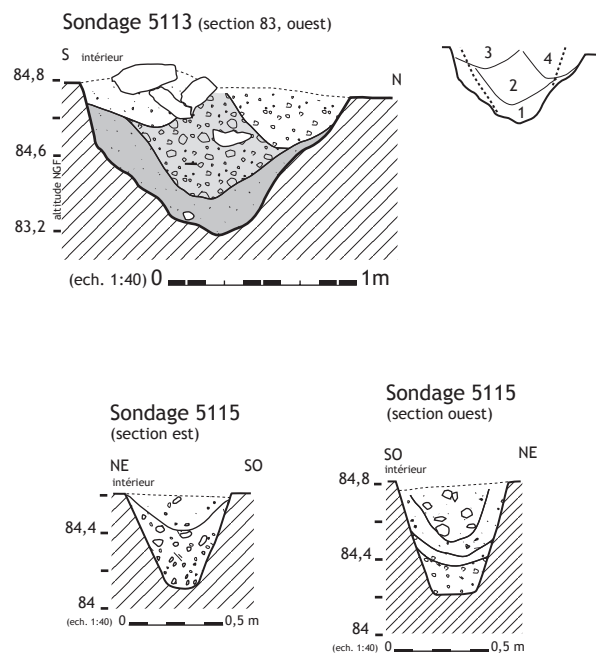 Sondage 5113 (section 83, ouest)
S intérieur
N
84,8
84,6
83,2
altitude NGF
3
4
2
1
(ech. 1:40) 0 1m
Sondage 5115
(section est)
NE SO
intérieur
84,4
84
(ech. 1:40) 0 0,5 m
Sondage 5115
(section ouest)
SO NE
intérieur
84,8
84,4
84
(ech. 1:40) 0 0,5 m